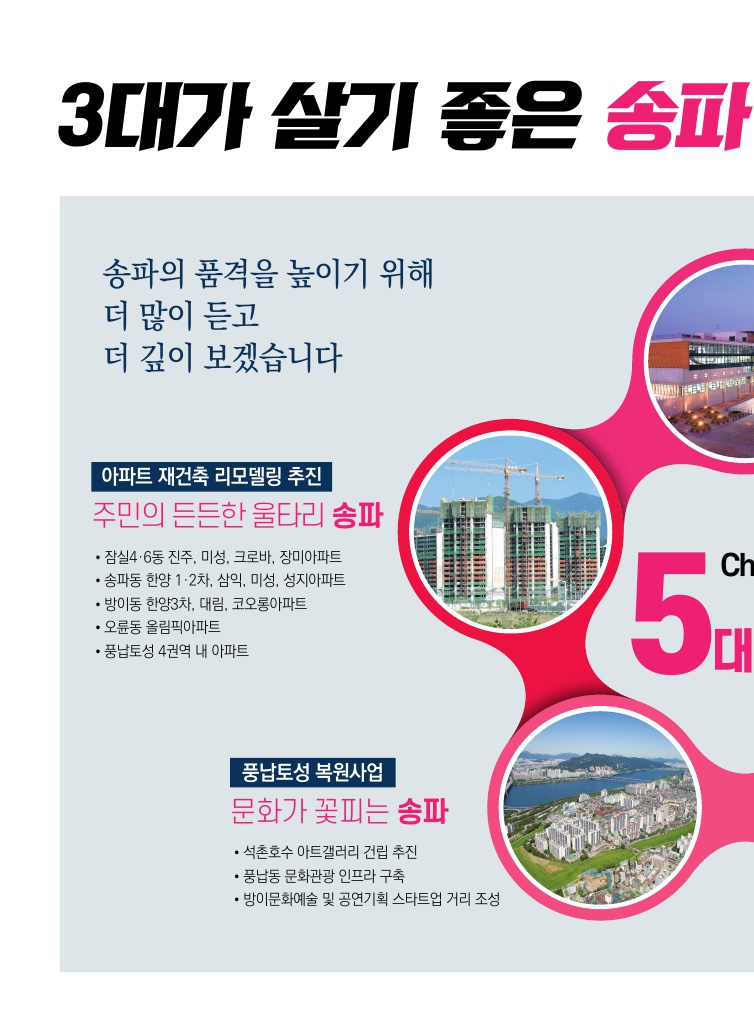 3대가 살기 좋은 송파
송파의 품격을 높이기 위해
더 많이 듣고
더 깊이 보겠습니다
아파트 재건축 리모델링 추진
주민의 든든한 울타리 송파
• 잠실4·6동 진주, 미성, 크로바, 장미아파트
• 송파동 한양 1·2차, 삼익, 미성, 성지아파트
• 방이동 한양3차, 대림, 코오롱아파트
• 오륜동 올림픽아파트
• 풍납토성 4권역 내 아파트
Ch
5대
풍납토성 복원사업
문화가 꽃피는 송파
• 석촌호수 아트갤러리 건립 추진
• 풍납동 문화관광 인프라 구축
• 방이문화예술 및 공연기획 스타트업 거리 조성